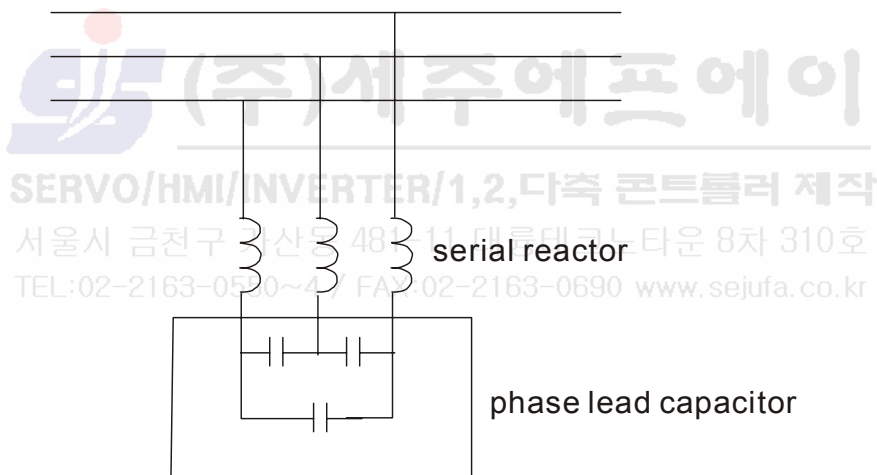 (주)세주에프에이
SERVO/HMI/INVERTER/1,2,다축 콘트롤러 제작
서울시 금천구 가산동 481-11 대륭테크노타운 8차 310호
serial reactor
TEL:02-2163-0550~4 / FAX:02-2163-0690 www.sejufa.co.kr
phase lead capacitor